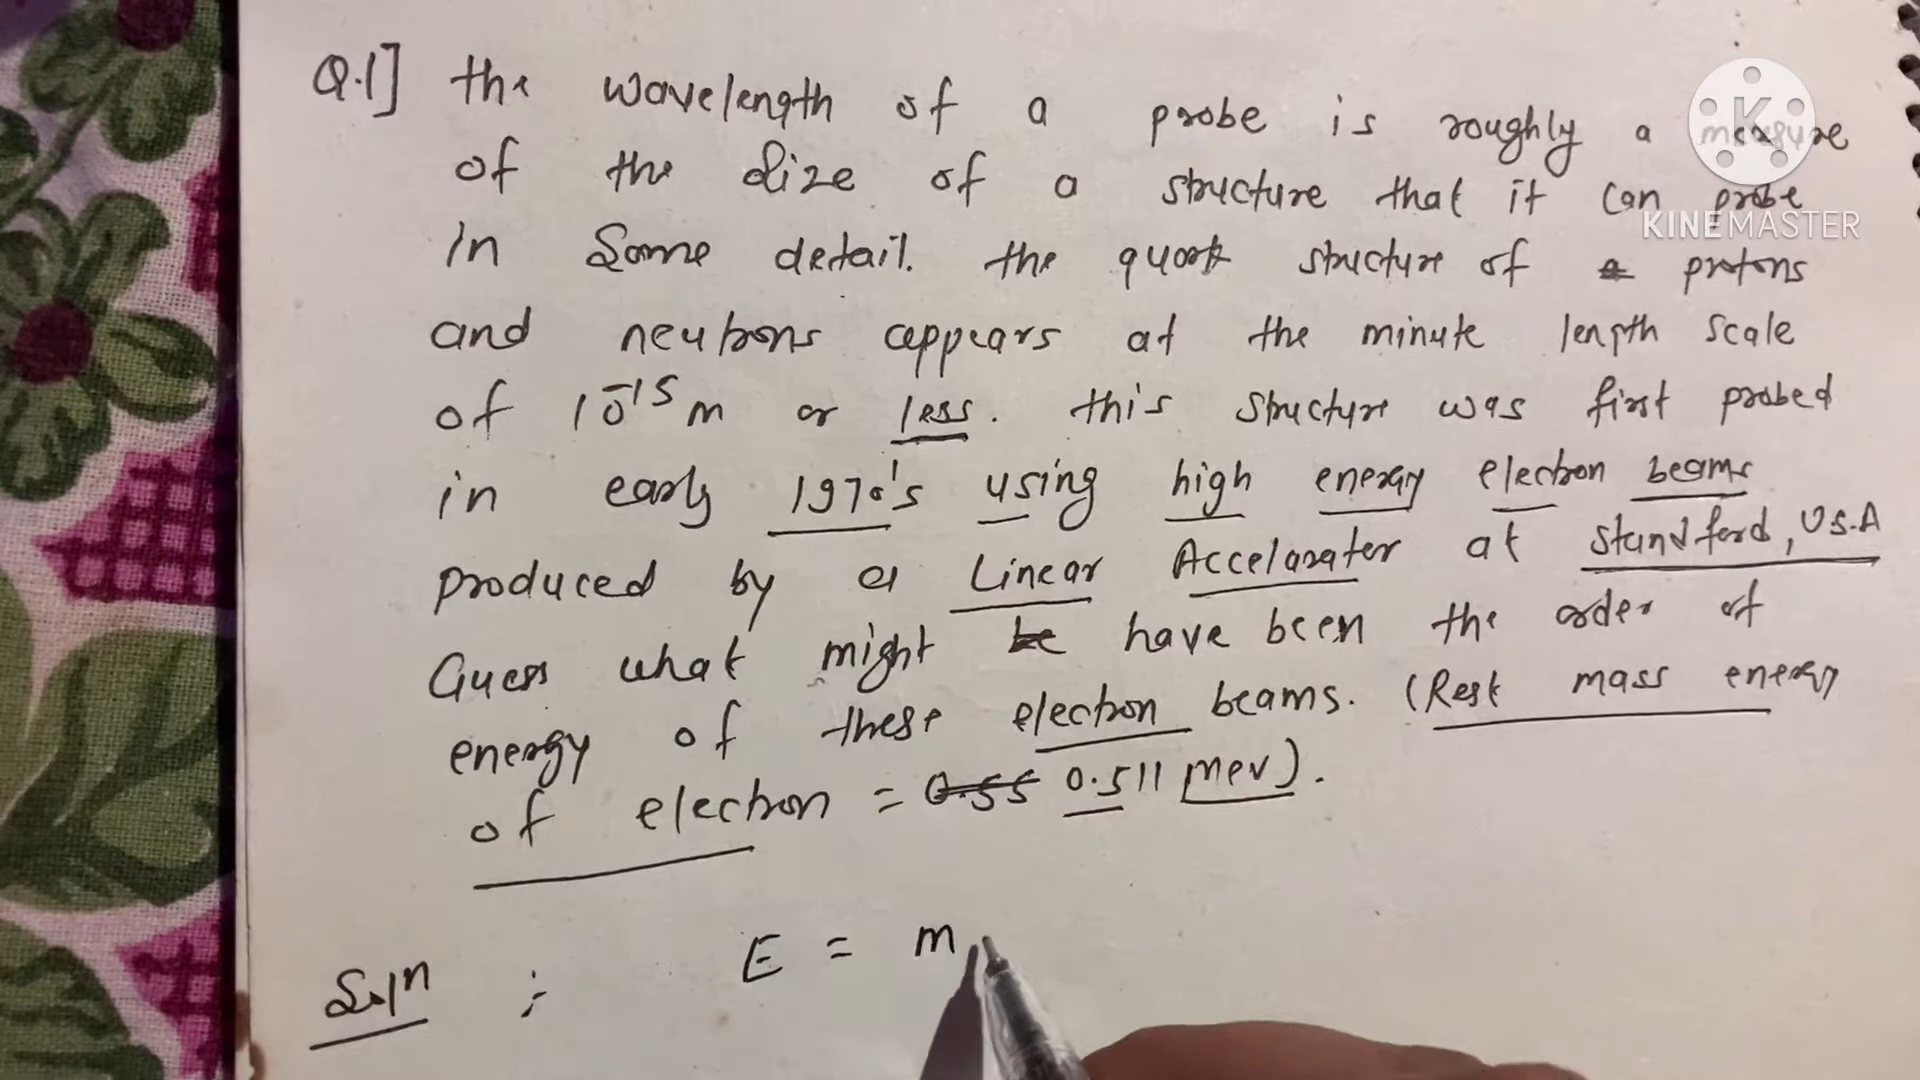 Q.1] the wavelength of a probe is roughly a measure
of the size of a structure that it can probe
in some detail. the quark structure of a protons
and neutrons appears at the minute length scale
of 10^-15 m or less. this structure was first probed
in early 1970's using high energy electron beams
produced by a Linear Accelarater at standford, U.S.A
Guess what might be have been the order of
energy of these electron beams. (Rest mass energy
of electron = 0.55 0.511 mev).
Solⁿ : E = m
K
KINEMASTER